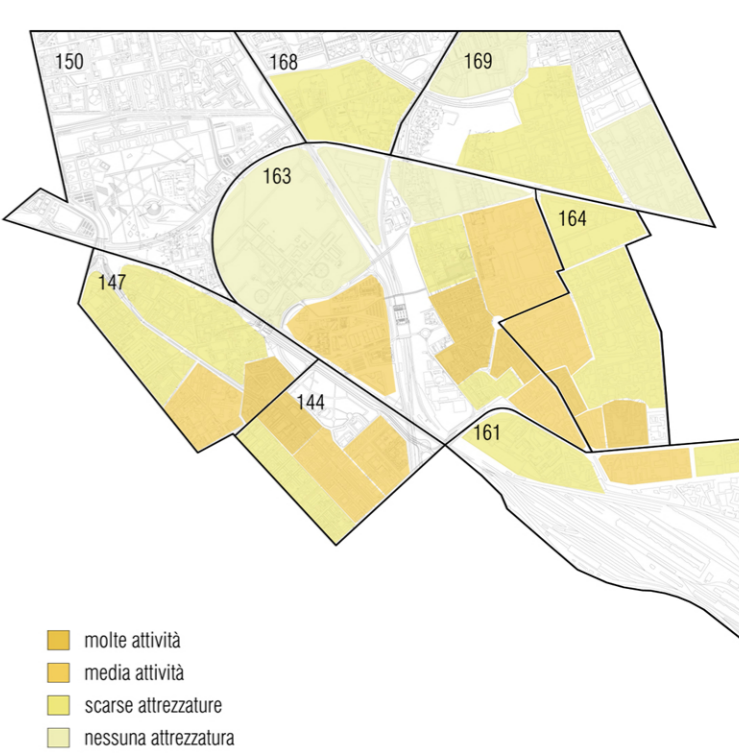 150
168
169
163
164
147
144
161
molte attività
media attività
scarse attrezzature
nessuna attrezzatura